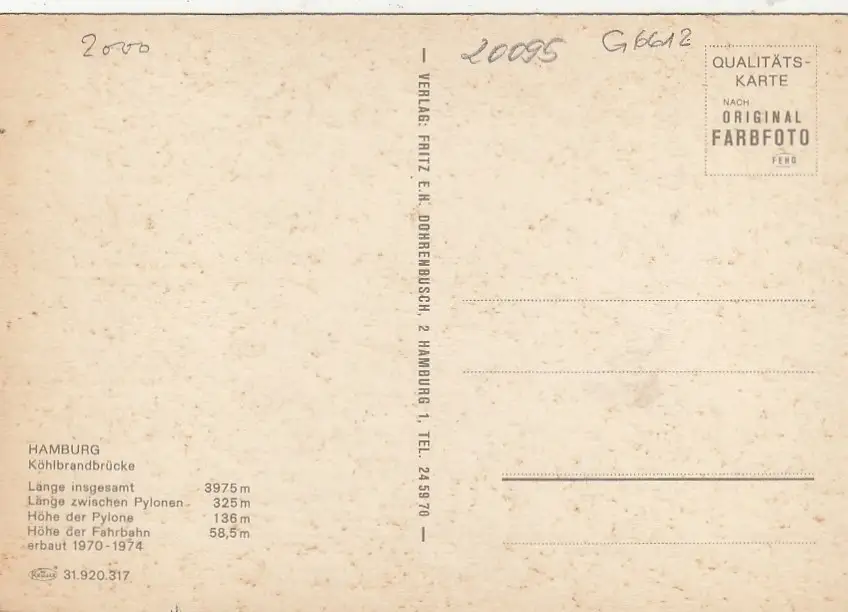 2000
20095
G6612
QUALITÄTS-
KARTE
NACH
ORIGINAL
FARBFOTO
FEHO
— VERLAG: FRITZ E.H. DOHRENBUSCH, 2 HAMBURG 1, TEL. 24 59 70 —
HAMBURG
Köhlbrandbrücke
Länge insgesamt 3975 m
Länge zwischen Pylonen 325 m
Höhe der Pylone 136 m
Höhe der Fahrbahn 58,5 m
erbaut 1970-1974
KRÜGER 31.920.317